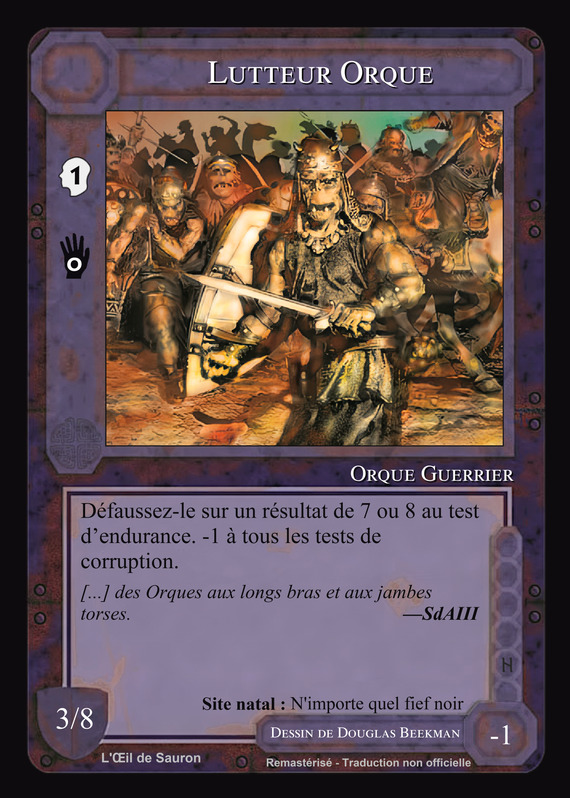 Lutteur Orque
1
0
Orque Guerrier
Défaussez-le sur un résultat de 7 ou 8 au test
d'endurance. -1 à tous les tests de
corruption.
[...] des Orques aux longs bras et aux jambes
torses. —SdAIII
Site natal : N'importe quel fief noir
3/8
Dessin de Douglas Beekman
-1
L'Œil de Sauron
Remastérisé - Traduction non officielle